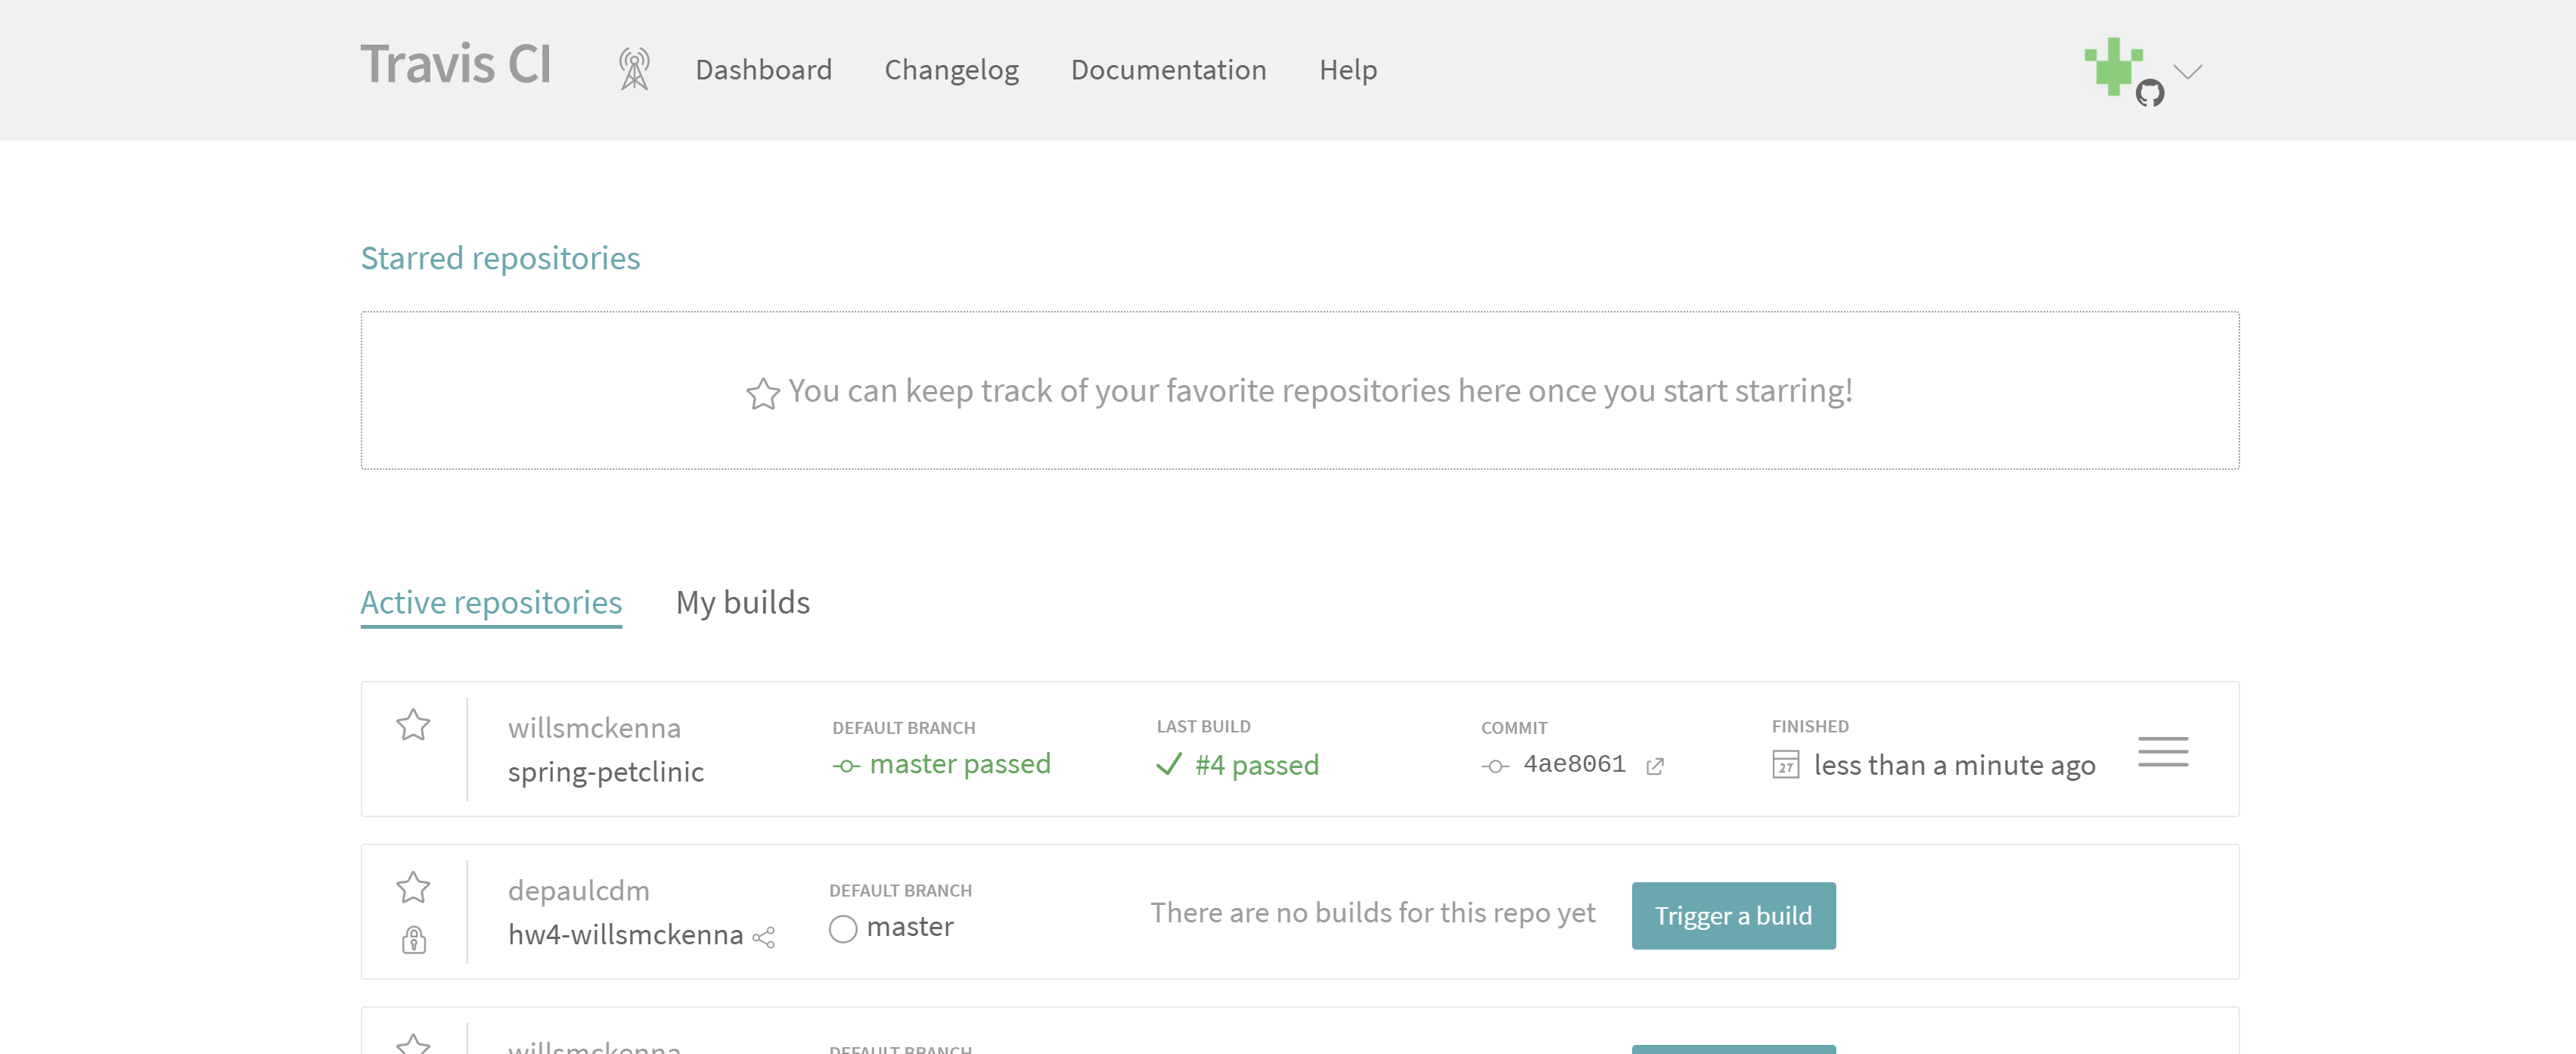 Travis CI
Dashboard Changelog Documentation Help
Starred repositories
You can keep track of your favorite repositories here once you start starring!
Active repositories My builds
willsmckenna
spring-petclinic
DEFAULT BRANCH
master passed
LAST BUILD
#4 passed
COMMIT
4ae8061
FINISHED
27 less than a minute ago
depaulcdm
hw4-willsmckenna
DEFAULT BRANCH
master
There are no builds for this repo yet
Trigger a build
willsmckenna
DEFAULT BRANCH